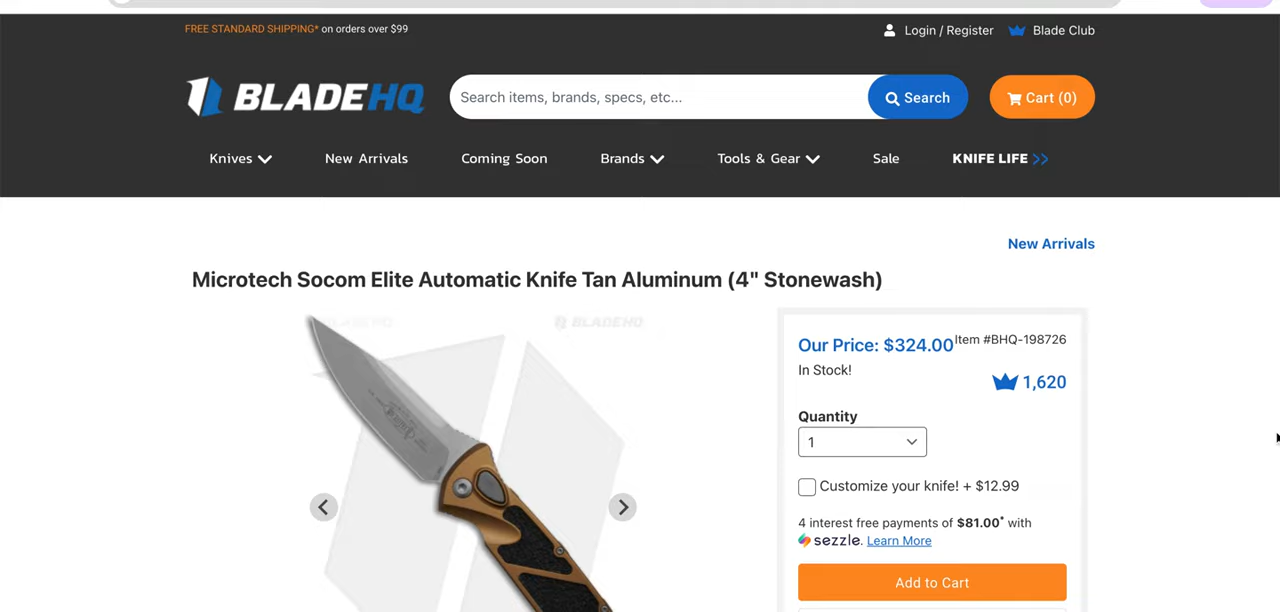 FREE STANDARD SHIPPING* on orders over $99
Login / Register
Blade Club
BLADEHQ
Search items, brands, specs, etc...
Search
Cart (0)
Knives
New Arrivals
Coming Soon
Brands
Tools & Gear
Sale
KNIFE LIFE >>
New Arrivals
Microtech Socom Elite Automatic Knife Tan Aluminum (4" Stonewash)
BLADEHQ
Our Price: $324.00
Item #BHQ-198726
In Stock!
1,620
Quantity
1
Customize your knife! + $12.99
4 interest free payments of $81.00* with
sezzle. Learn More
Add to Cart